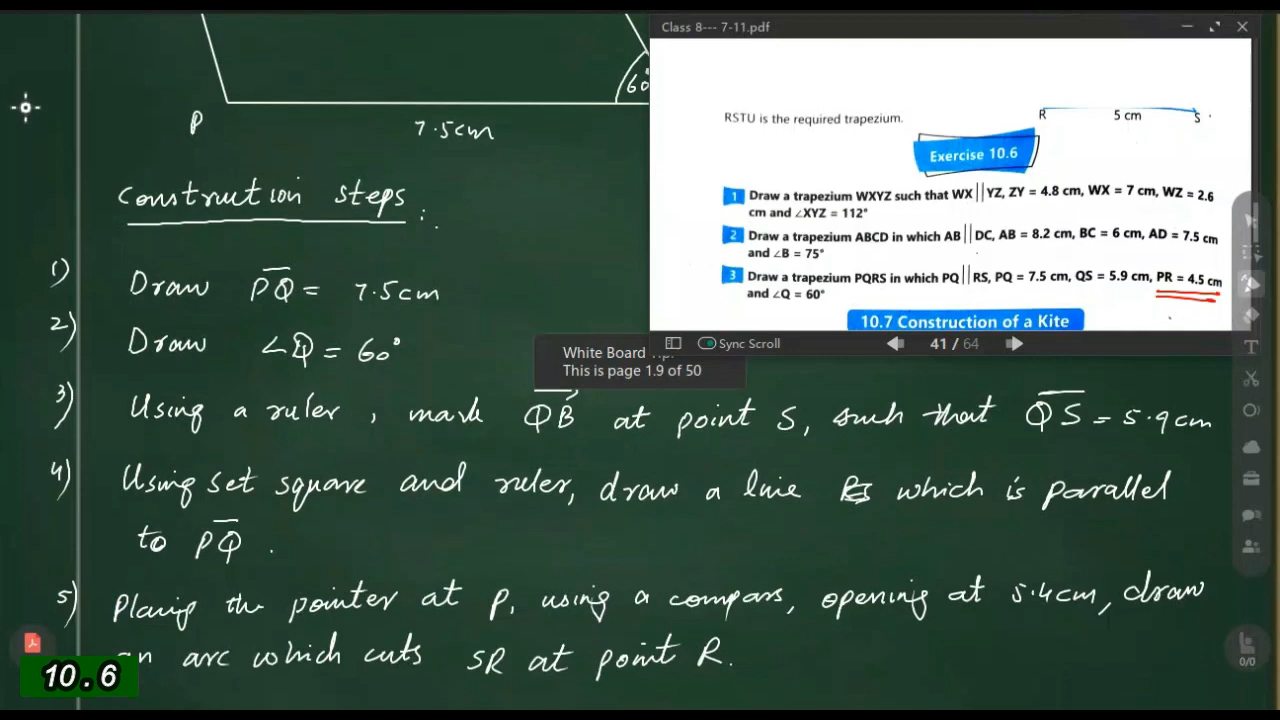 Class 8--- 7-11.pdf
RSTU is the required trapezium.
R
5 cm
S
Exercise 10.6
1 Draw a trapezium WXYZ such that WX || YZ, ZY = 4.8 cm, WX = 7 cm, WZ = 2.6
cm and ∠XYZ = 112°
2 Draw a trapezium ABCD in which AB || DC, AB = 8.2 cm, BC = 6 cm, AD = 7.5 cm
and ∠B = 75°
3 Draw a trapezium PQRS in which PQ || RS, PQ = 7.5 cm, QS = 5.9 cm, PR = 4.5 cm
and ∠Q = 60°
10.7 Construction of a Kite
Sync Scroll
41 / 64
60°
P
7.5cm
Construction steps :
1) Draw PQ = 7.5cm
2) Draw ∠Q = 60°
White Board Tip:
This is page 1.9 of 50
3) Using a ruler, mark QB at point S, such that QS = 5.9cm
4) Using set square and ruler, draw a line which is parallel
to PQ.
5) Placing the pointer at P, using a compass, opening at 5.4cm, draw
an arc which cuts SR at point R.
10.6
0/0
T